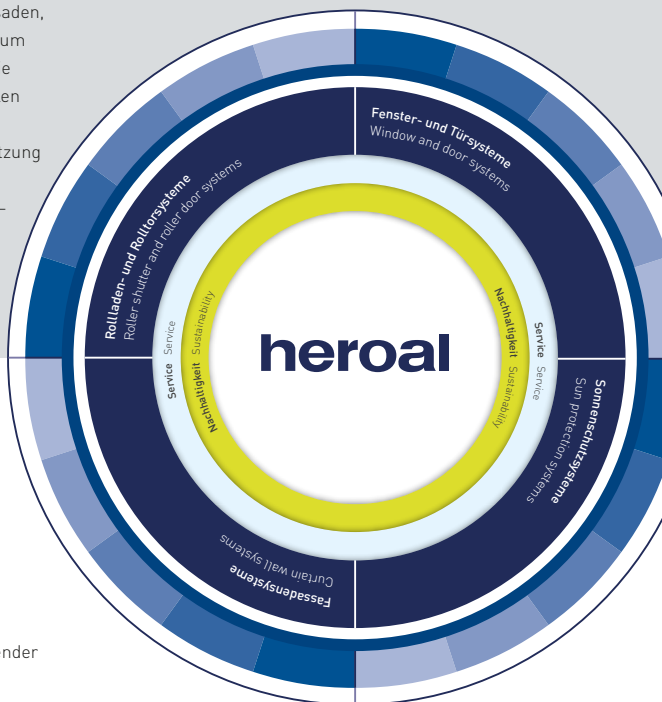 aden,
um
e
en
tzung
–
ender
Fenster- und Türsysteme
Window and door systems
Rollladen- und Rolltorsysteme
Roller shutter and roller door systems
Service Service
Nachhaltigkeit Sustainability
heroal
Nachhaltigkeit Sustainability
Service Service
Sonnenschutzsysteme
Sun protection systems
Fassadensysteme
Curtain wall systems